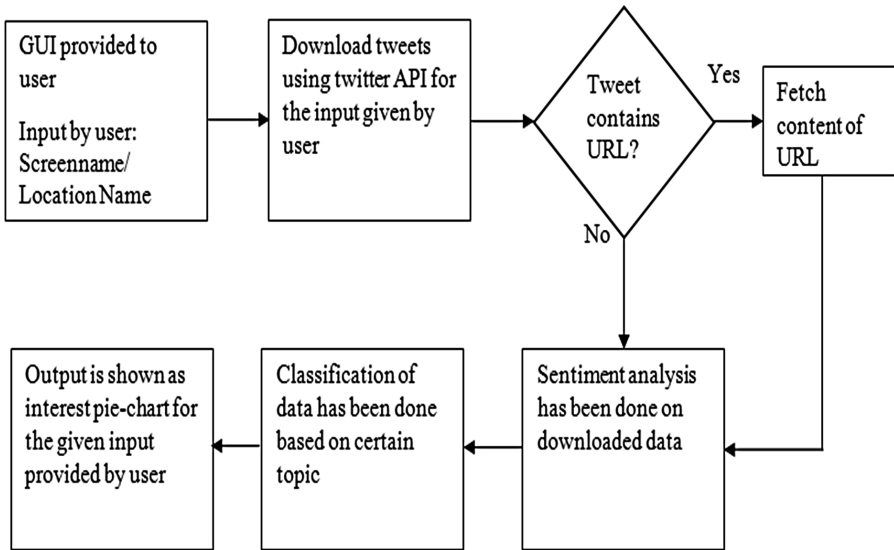 GUI provided to
user
Input by user:
Screenname/
Location Name
Download tweets
using twitter API for
the input given by
user
Tweet
contains
URL?
Yes
Fetch
content of
URL
No
Output is shown as
interest pie-chart for
the given input
provided by user
Classification of
data has been done
based on certain
topic
Sentiment analysis
has been done on
downloaded data